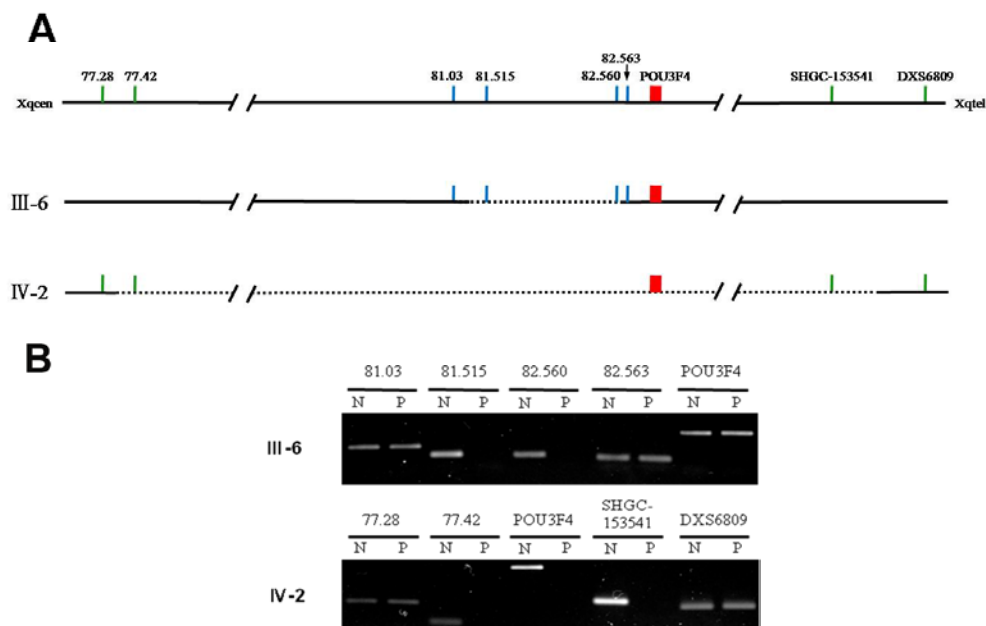 A
82.563
77.28 77.42 81.03 81.515 82.560 POU3F4 SHGC-153541 DXS6809
Xqcen Xqtel
III-6
IV-2
B
81.03 81.515 82.560 82.563 POU3F4
N P N P N P N P N P
III-6
SHGC-
77.28 77.42 POU3F4 153541 DXS6809
N P N P N P N P N P
IV-2